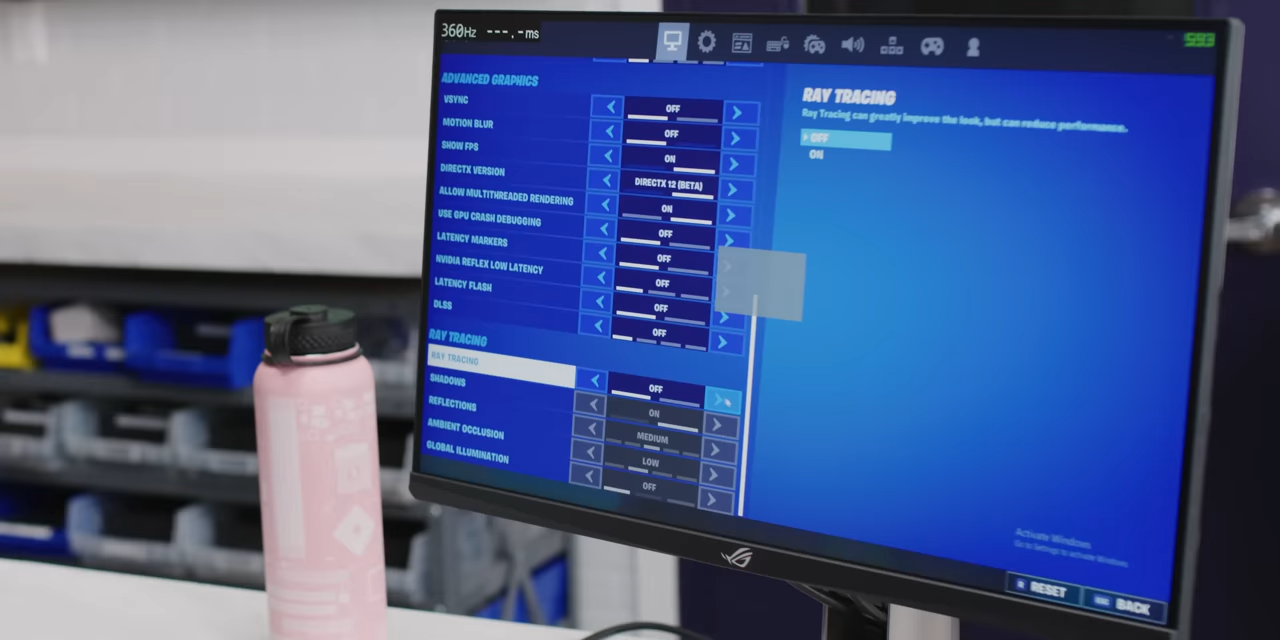 360Hz ---.-ms
593
ADVANCED GRAPHICS
VSYNC OFF
MOTION BLUR OFF
SHOW FPS ON
DIRECTX VERSION DIRECTX 12 (BETA)
ALLOW MULTITHREADED RENDERING ON
USE GPU CRASH DEBUGGING OFF
LATENCY MARKERS OFF
NVIDIA REFLEX LOW LATENCY OFF
LATENCY FLASH OFF
DLSS OFF
RAY TRACING
RAY TRACING OFF
SHADOWS ON
REFLECTIONS MEDIUM
AMBIENT OCCLUSION LOW
GLOBAL ILLUMINATION OFF
RAY TRACING
Ray Tracing can greatly improve the look, but can reduce performance.
OFF
ON
Activate Windows
Go to Settings to activate Windows.
RESET
BACK